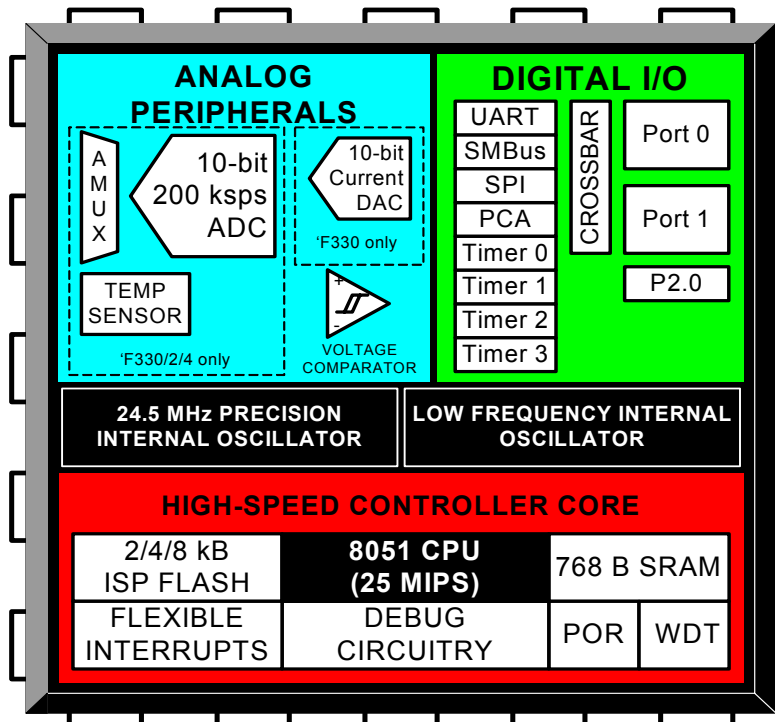 ANALOG
PERIPHERALS
AMUX
10-bit
200 ksps
ADC
10-bit
Current
DAC
'F330 only
TEMP
SENSOR
'F330/2/4 only
+
-
VOLTAGE
COMPARATOR
DIGITAL I/O
UART
SMBus
SPI
PCA
Timer 0
Timer 1
Timer 2
Timer 3
CROSSBAR
Port 0
Port 1
P2.0
24.5 MHz PRECISION
INTERNAL OSCILLATOR
LOW FREQUENCY INTERNAL
OSCILLATOR
HIGH-SPEED CONTROLLER CORE
2/4/8 kB
ISP FLASH
8051 CPU
(25 MIPS)
768 B SRAM
FLEXIBLE
INTERRUPTS
DEBUG
CIRCUITRY
POR
WDT